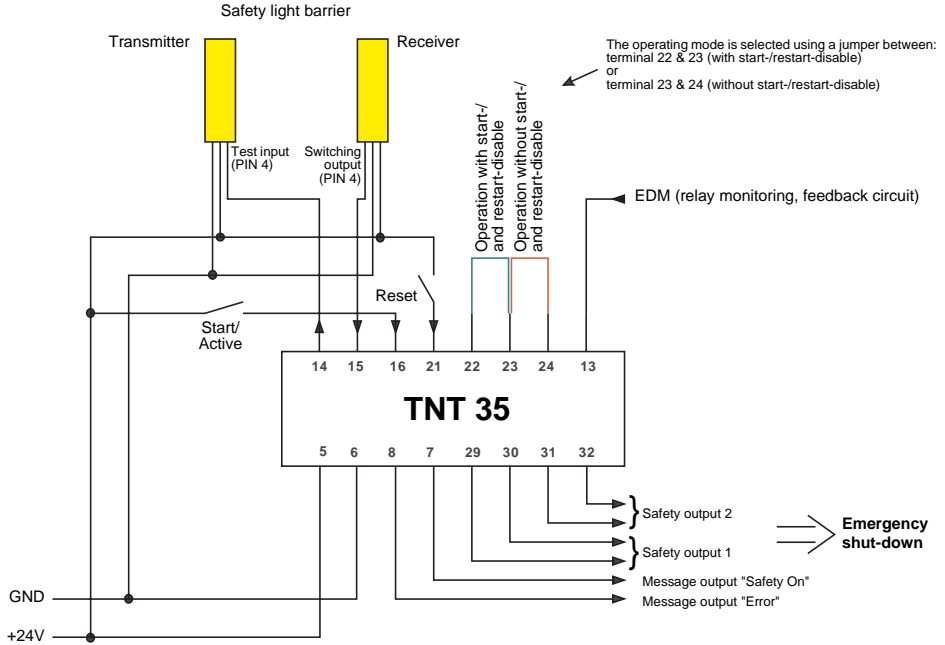 Safety light barrier
Transmitter
Receiver
The operating mode is selected using a jumper between:
terminal 22 & 23 (with start-/restart-disable)
or
terminal 23 & 24 (without start-/restart-disable)
Test input
(PIN 4)
Switching
output
(PIN 4)
Operation with start-/
and restart-disable
Operation without start-/
and restart-disable
EDM (relay monitoring, feedback circuit)
Reset
Start/
Active
14 15 16 21 22 23 24 13
TNT 35
5 6 8 7 29 30 31 32
Safety output 2
Safety output 1
Emergency
shut-down
Message output "Safety On"
Message output "Error"
GND
+24V